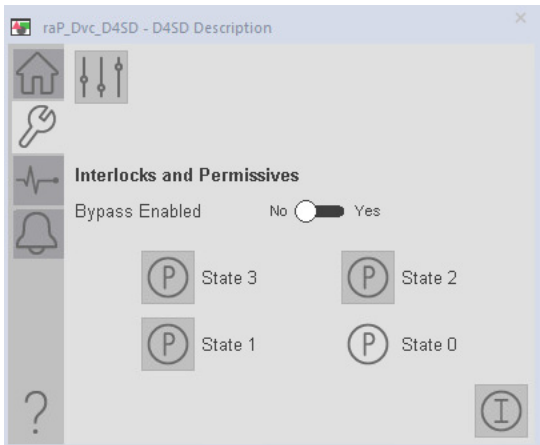 raP_Dvc_D4SD - D4SD Description
Interlocks and Permissives
Bypass Enabled No Yes
P State 3 P State 2
P State 1 P State 0
?
I